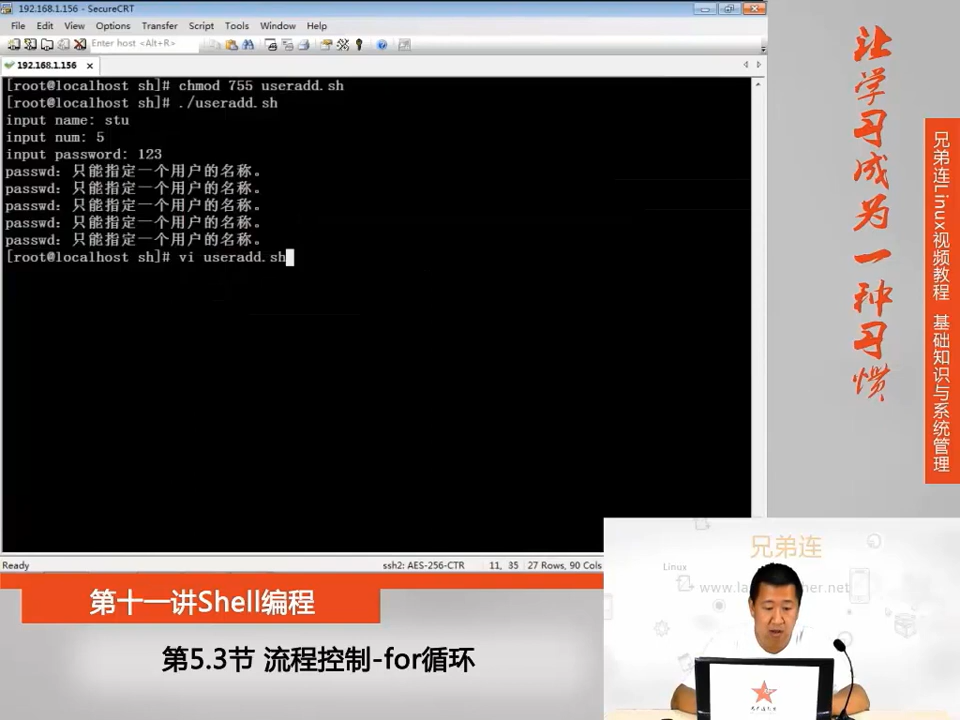 192.168.1.156 - SecureCRT
File Edit View Options Transfer Script Tools Window Help
Enter host <Alt+R>
192.168.1.156
[root@localhost sh]# chmod 755 useradd.sh
[root@localhost sh]# ./useradd.sh
input name: stu
input num: 5
input password: 123
passwd: 只能指定一个用户的名称。
passwd: 只能指定一个用户的名称。
passwd: 只能指定一个用户的名称。
passwd: 只能指定一个用户的名称。
passwd: 只能指定一个用户的名称。
[root@localhost sh]# vi useradd.sh
Ready ssh2: AES-256-CTR 11, 35 27 Rows, 90 Cols
让学习成为一种习惯
兄弟连Linux视频教程 基础知识与系统管理
第十一讲Shell编程
第5.3节 流程控制-for循环
兄弟连
Linux